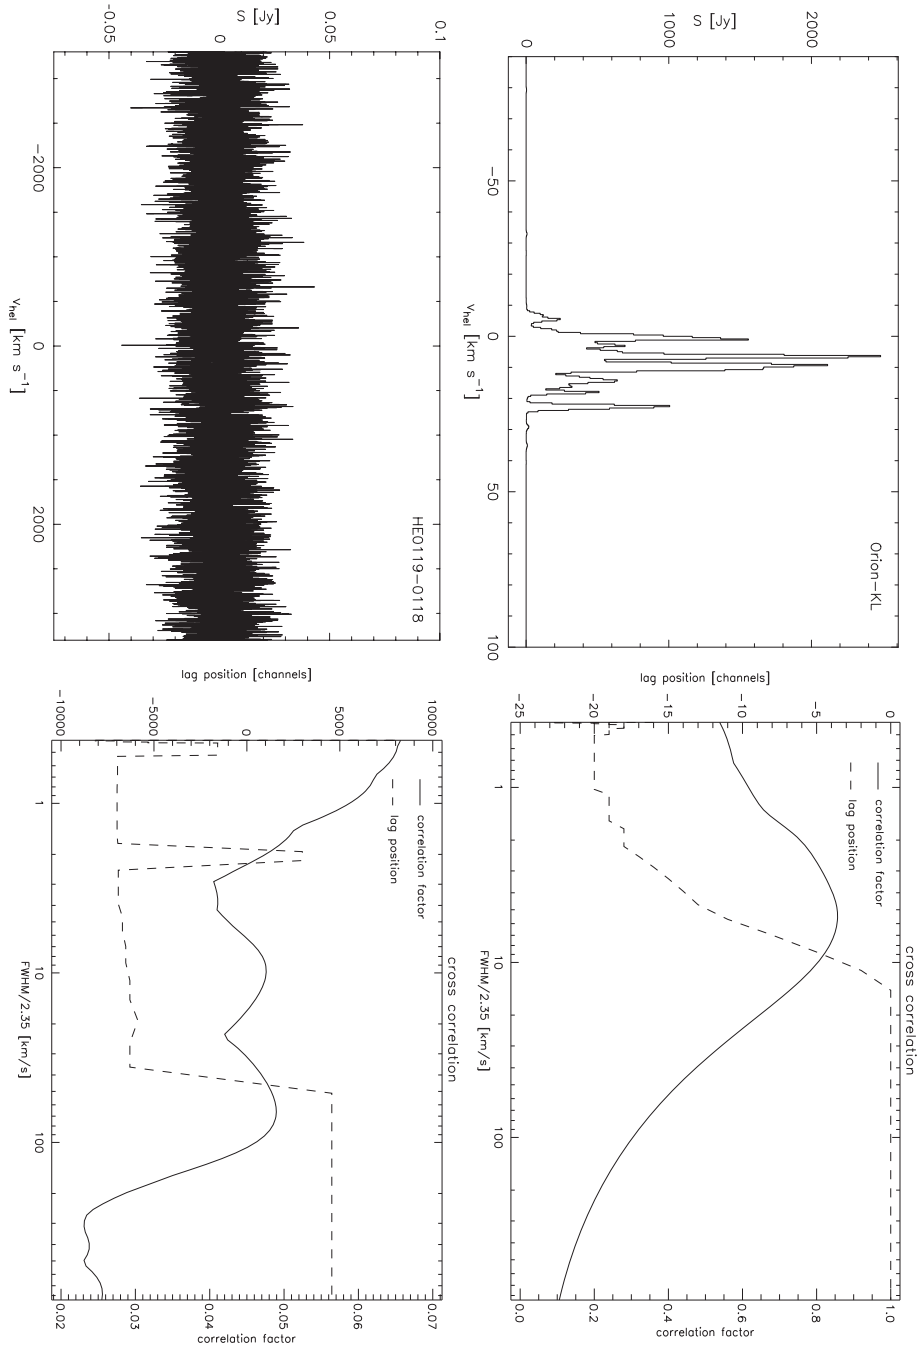 Orion-KL
S [Jy]
2000
1000
0
-50
0
50
100
v_hel [km s⁻¹]
cross correlation
correlation factor
lag position
lag position [channels]
0
-5
-10
-15
-20
-25
1.0
0.8
0.6
0.4
0.2
0.0
correlation factor
1
10
100
FWHM/2.35 [km/s]
HE0119-0118
S [Jy]
0.1
0.05
0
-0.05
-2000
0
2000
v_hel [km s⁻¹]
cross correlation
correlation factor
lag position
lag position [channels]
10000
5000
0
-5000
-10000
0.07
0.06
0.05
0.04
0.03
0.02
correlation factor
1
10
100
FWHM/2.35 [km/s]